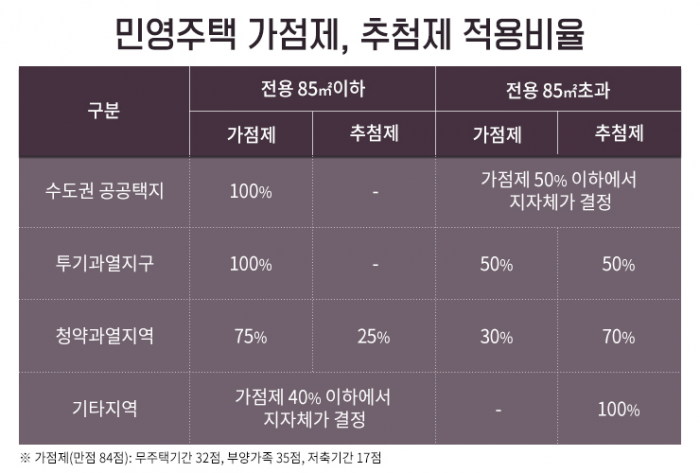 민영주택 가점제, 추첨제 적용비율
구분
전용 85㎡이하
전용 85㎡초과
가점제
추첨제
가점제
추첨제
수도권 공공택지
100%
-
가점제 50% 이하에서
지자체가 결정
투기과열지구
100%
-
50%
50%
청약과열지역
75%
25%
30%
70%
기타지역
가점제 40% 이하에서
지자체가 결정
-
100%
※ 가점제(만점 84점): 무주택기간 32점, 부양가족 35점, 저축기간 17점